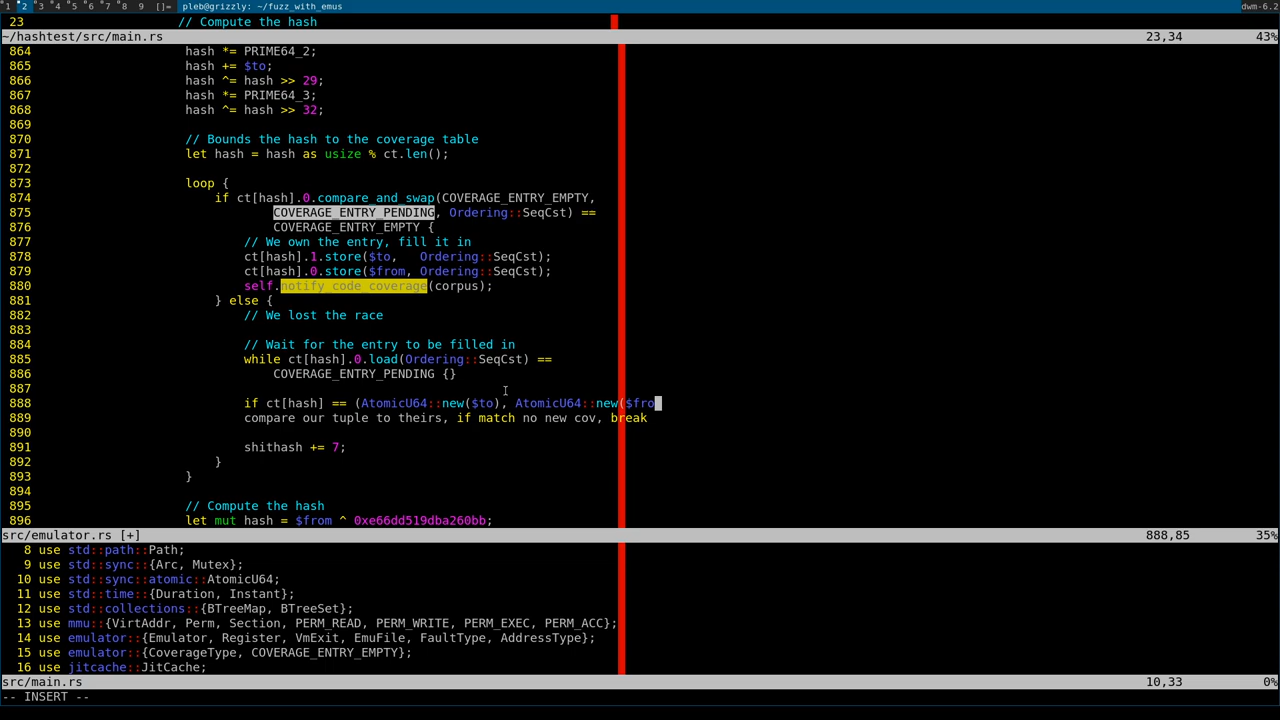 1 2 3 4 5 6 7 8 9 []= pleb@grizzly: ~/fuzz_with_emus dwm-6.2
23 // Compute the hash
~/hashtest/src/main.rs 23,34 43%
864 hash *= PRIME64_2;
865 hash += $to;
866 hash ^= hash >> 29;
867 hash *= PRIME64_3;
868 hash ^= hash >> 32;
869
870 // Bounds the hash to the coverage table
871 let hash = hash as usize % ct.len();
872
873 loop {
874 if ct[hash].0.compare_and_swap(COVERAGE_ENTRY_EMPTY,
875 COVERAGE_ENTRY_PENDING, Ordering::SeqCst) ==
876 COVERAGE_ENTRY_EMPTY {
877 // We own the entry, fill it in
878 ct[hash].1.store($to,   Ordering::SeqCst);
879 ct[hash].0.store($from, Ordering::SeqCst);
880 self.notify_code_coverage(corpus);
881 } else {
882 // We lost the race
883
884 // Wait for the entry to be filled in
885 while ct[hash].0.load(Ordering::SeqCst) ==
886 COVERAGE_ENTRY_PENDING {}
887
888 if ct[hash] == (AtomicU64::new($to), AtomicU64::new($fro
889 compare our tuple to theirs, if match no new cov, break
890
891 shithash += 7;
892 }
893 }
894
895 // Compute the hash
896 let mut hash = $from ^ 0xe66dd519dba260bb;
src/emulator.rs [+] 888,85 35%
8 use std::path::Path;
9 use std::sync::{Arc, Mutex};
10 use std::sync::atomic::AtomicU64;
11 use std::time::{Duration, Instant};
12 use std::collections::{BTreeMap, BTreeSet};
13 use mmu::{VirtAddr, Perm, Section, PERM_READ, PERM_WRITE, PERM_EXEC, PERM_ACC};
14 use emulator::{Emulator, Register, VmExit, EmuFile, FaultType, AddressType};
15 use emulator::{CoverageType, COVERAGE_ENTRY_EMPTY};
16 use jitcache::JitCache;
src/main.rs 10,33 0%
-- INSERT --